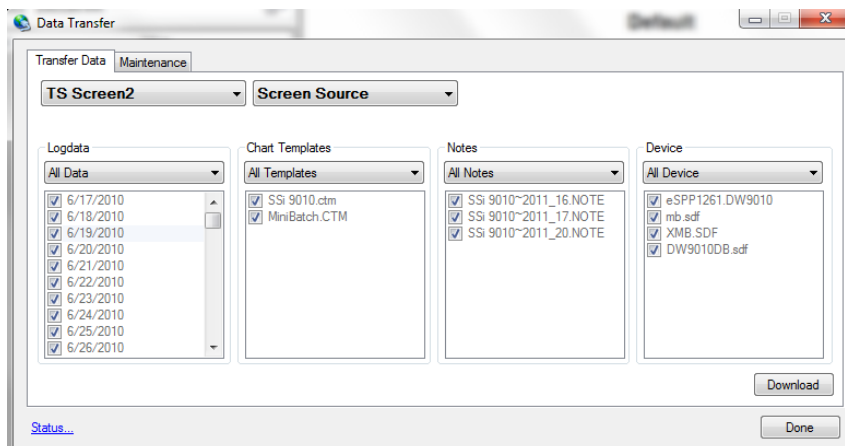 Default
Data Transfer
Transfer Data Maintenance
TS Screen2 Screen Source
Logdata Chart Templates Notes Device
All Data All Templates All Notes All Device
6/17/2010 SSi 9010.ctm SSi 9010~2011_16.NOTE eSPP1261.DW9010
6/18/2010 MiniBatch.CTM SSi 9010~2011_17.NOTE mb.sdf
6/19/2010 SSi 9010~2011_20.NOTE XMB.SDF
6/20/2010 DW9010DB.sdf
6/21/2010
6/22/2010
6/23/2010
6/24/2010
6/25/2010
6/26/2010
Download
Status... Done